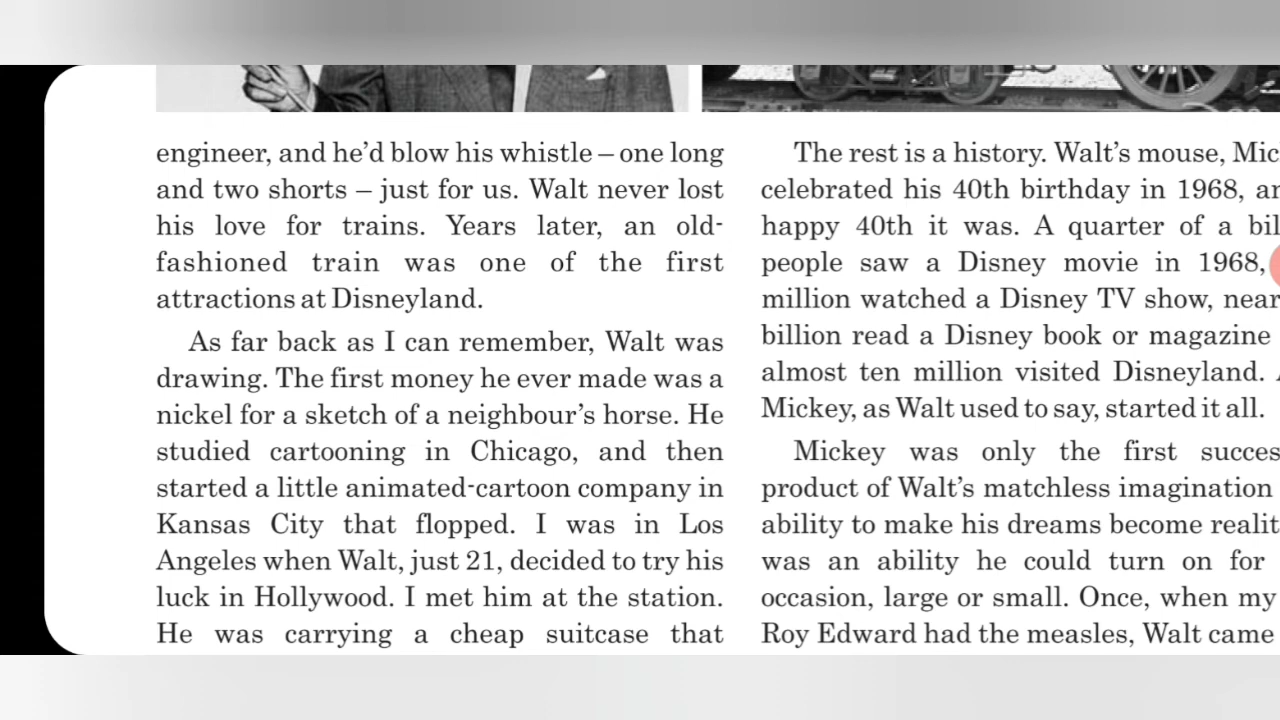 engineer, and he'd blow his whistle – one long
and two shorts – just for us. Walt never lost
his love for trains. Years later, an old-
fashioned train was one of the first
attractions at Disneyland.
As far back as I can remember, Walt was
drawing. The first money he ever made was a
nickel for a sketch of a neighbour's horse. He
studied cartooning in Chicago, and then
started a little animated-cartoon company in
Kansas City that flopped. I was in Los
Angeles when Walt, just 21, decided to try his
luck in Hollywood. I met him at the station.
He was carrying a cheap suitcase that
The rest is a history. Walt's mouse,
celebrated his 40th birthday in 1968,
happy 40th it was. A quarter of a
people saw a Disney movie in 1968,
million watched a Disney TV show,
billion read a Disney book or magazine
almost ten million visited Disneyland.
Mickey, as Walt used to say, started it all.
Mickey was only the first
product of Walt's matchless imagination
ability to make his dreams become
was an ability he could turn on for
occasion, large or small. Once, when my
Roy Edward had the measles, Walt came